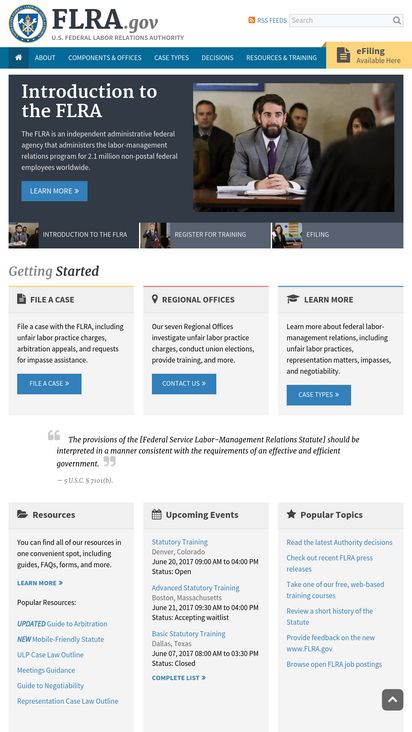 FLRA.gov
U.S. FEDERAL LABOR RELATIONS AUTHORITY
RSS FEEDS
Search
ABOUT
COMPONENTS & OFFICES
CASE TYPES
DECISIONS
RESOURCES & TRAINING
eFiling
Available Here
Introduction to
the FLRA
The FLRA is an independent administrative federal
agency that administers the labor-management
relations program for 2.1 million non-postal federal
employees worldwide.
LEARN MORE »
INTRODUCTION TO THE FLRA
REGISTER FOR TRAINING
EFILING
Getting Started
FILE A CASE
File a case with the FLRA, including
unfair labor practice charges,
arbitration appeals, and requests
for impasse assistance.
FILE A CASE »
REGIONAL OFFICES
Our seven Regional Offices
investigate unfair labor practice
charges, conduct union elections,
provide training, and more.
CONTACT US »
LEARN MORE
Learn more about federal labor-
management relations, including
unfair labor practices,
representation matters, impasses,
and negotiability.
CASE TYPES »
“ The provisions of the [Federal Service Labor–Management Relations Statute] should be
interpreted in a manner consistent with the requirements of an effective and efficient
government. ”
— 5 U.S.C. § 7101(b).
Resources
You can find all of our resources in
one convenient spot, including
guides, FAQs, forms, and more.
LEARN MORE »
Popular Resources:
UPDATED Guide to Arbitration
NEW Mobile-Friendly Statute
ULP Case Law Outline
Meetings Guidance
Guide to Negotiability
Representation Case Law Outline
Upcoming Events
Statutory Training
Denver, Colorado
June 20, 2017 09:00 AM to 04:00 PM
Status: Open
Advanced Statutory Training
Boston, Massachusetts
June 21, 2017 09:30 AM to 04:00 PM
Status: Accepting waitlist
Basic Statutory Training
Dallas, Texas
June 07, 2017 08:00 AM to 03:30 PM
Status: Closed
COMPLETE LIST »
Popular Topics
Read the latest Authority decisions
Check out recent FLRA press
releases
Take one of our free, web-based
training courses
Review a short history of the
Statute
Provide feedback on the new
www.FLRA.gov
Browse open FLRA job postings